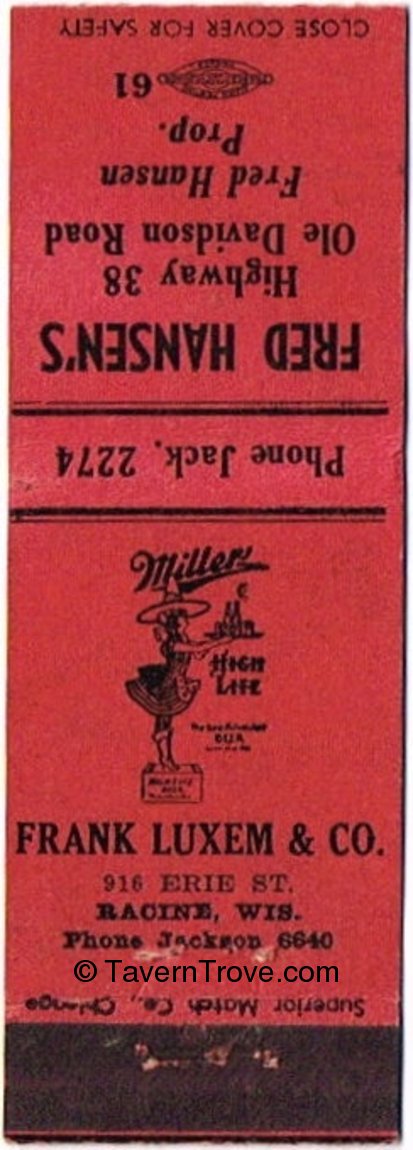 CLOSE COVER FOR SAFETY
61
Prop.
Fred Hansen
Ole Davidson Road
Highway 38
FRED HANSEN'S
Phone Jack. 2274
Miller
HIGH
LIFE
FRANK LUXEM & CO.
916 ERIE ST.
RACINE, WIS.
Phone Jackson 6640
© TavernTrove.com
Superior Match Co., Chicago